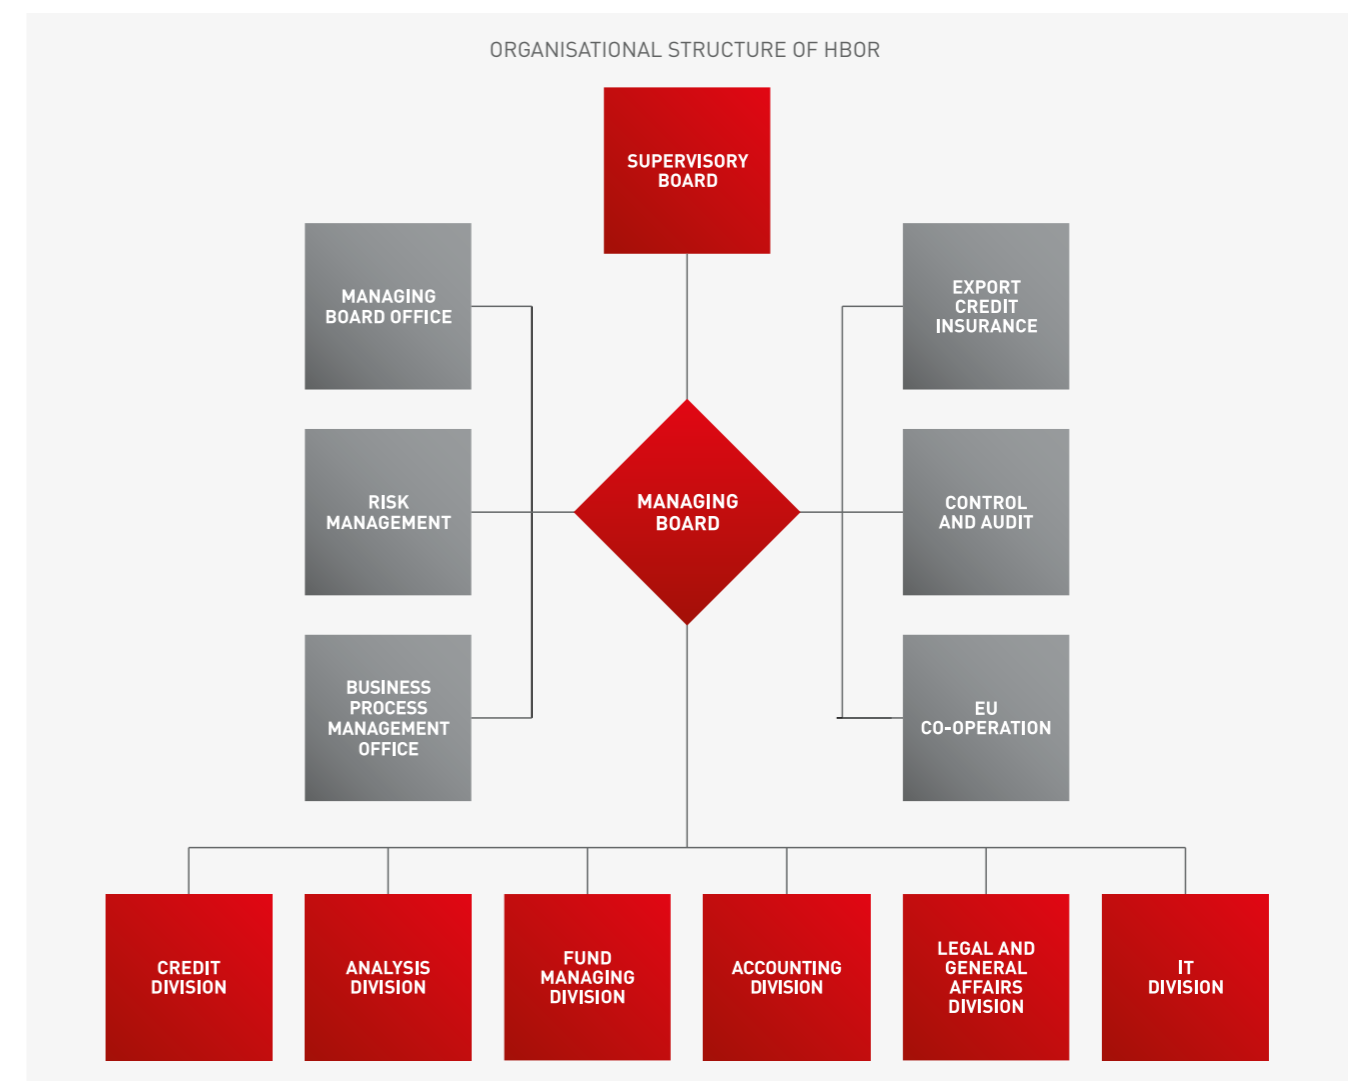 ORGANISATIONAL STRUCTURE OF HBOR
SUPERVISORY
BOARD
MANAGING
BOARD OFFICE
EXPORT
CREDIT
INSURANCE
RISK
MANAGEMENT
MANAGING
BOARD
CONTROL
AND AUDIT
BUSINESS
PROCESS
MANAGEMENT
OFFICE
EU
CO-OPERATION
CREDIT
DIVISION
ANALYSIS
DIVISION
FUND
MANAGING
DIVISION
ACCOUNTING
DIVISION
LEGAL AND
GENERAL
AFFAIRS
DIVISION
IT
DIVISION